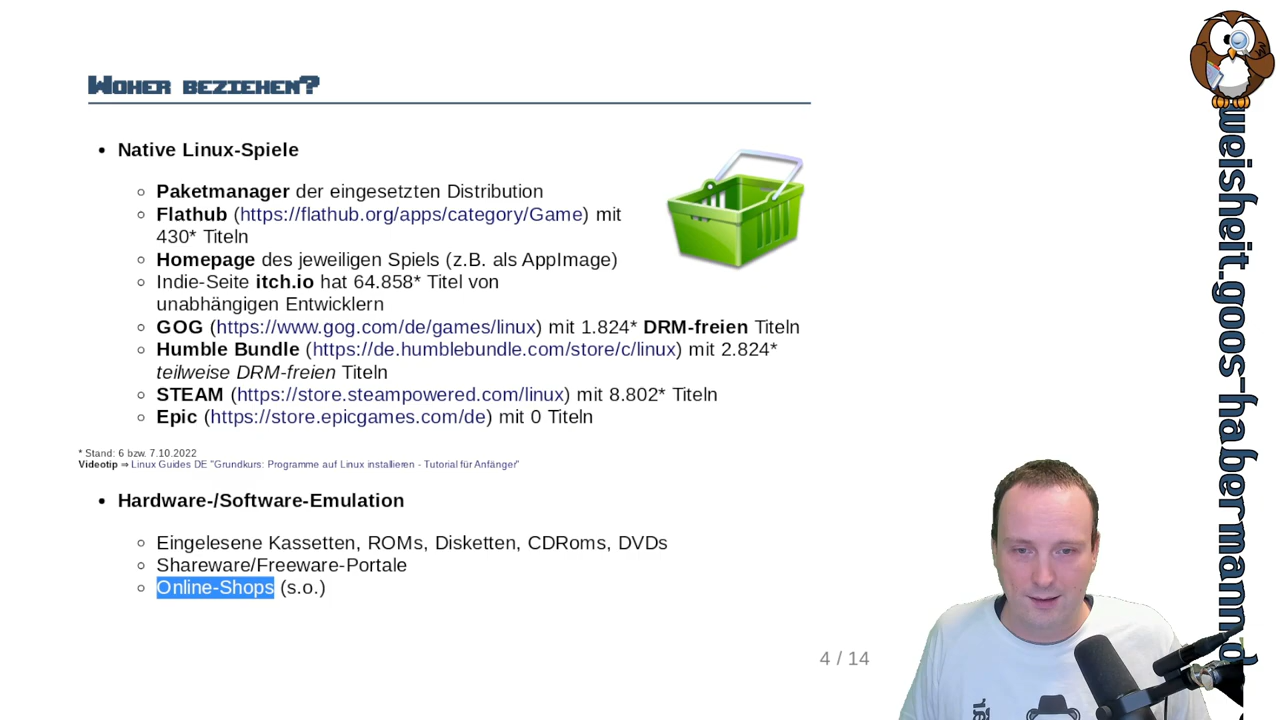 Woher beziehen?
• Native Linux-Spiele
○ Paketmanager der eingesetzten Distribution
○ Flathub (https://flathub.org/apps/category/Game) mit
430* Titeln
○ Homepage des jeweiligen Spiels (z.B. als AppImage)
○ Indie-Seite itch.io hat 64.858* Titel von
unabhängigen Entwicklern
○ GOG (https://www.gog.com/de/games/linux) mit 1.824* DRM-freien Titeln
○ Humble Bundle (https://de.humblebundle.com/store/c/linux) mit 2.824*
teilweise DRM-freien Titeln
○ STEAM (https://store.steampowered.com/linux) mit 8.802* Titeln
○ Epic (https://store.epicgames.com/de) mit 0 Titeln
* Stand: 6 bzw. 7.10.2022
Videotip ⇒ Linux Guides DE "Grundkurs: Programme auf Linux installieren - Tutorial für Anfänger"
• Hardware-/Software-Emulation
○ Eingelesene Kassetten, ROMs, Disketten, CDRoms, DVDs
○ Shareware/Freeware-Portale
○ Online-Shops (s.o.)
4 / 14
weisheit.goos-habermann.d